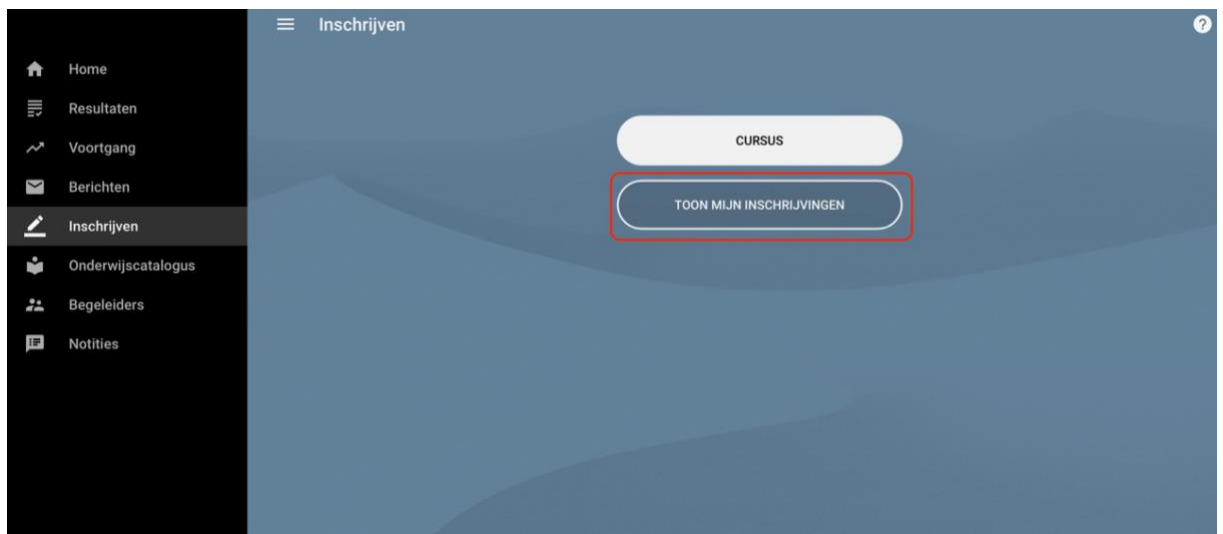 Inschrijven
?
Home
Resultaten
Voortgang
Berichten
Inschrijven
Onderwijscatalogus
Begeleiders
Notities
CURSUS
TOON MIJN INSCHRIJVINGEN